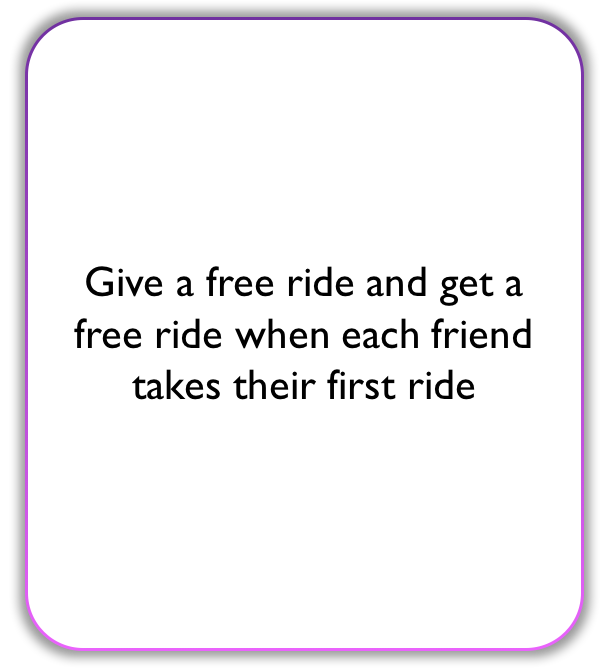 Give a free ride and get a
free ride when each friend
takes their first ride